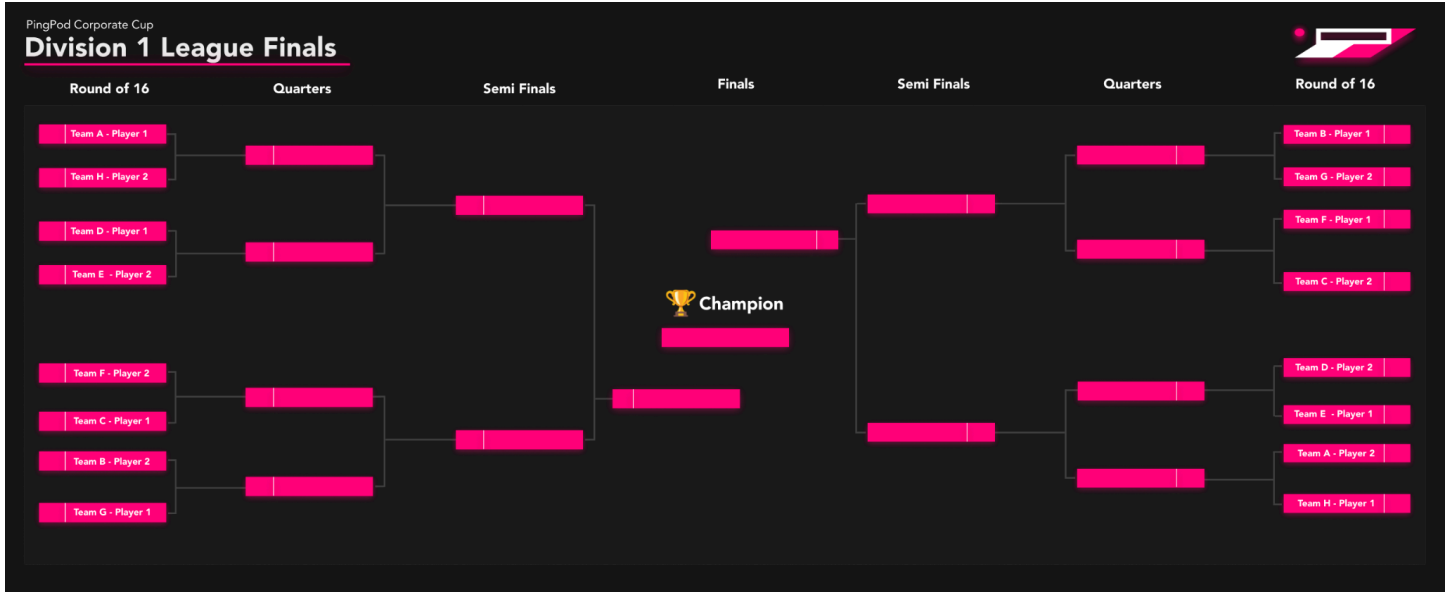 PingPod Corporate Cup
Division 1 League Finals
Round of 16
Quarters
Semi Finals
Finals
Semi Finals
Quarters
Round of 16
Team A - Player 1
Team H - Player 2
Team D - Player 1
Team E  - Player 2
Team F - Player 2
Team C - Player 1
Team B - Player 2
Team G - Player 1
Champion
Team B - Player 1
Team G - Player 2
Team F - Player 1
Team C - Player 2
Team D - Player 2
Team E  - Player 1
Team A - Player 2
Team H - Player 1